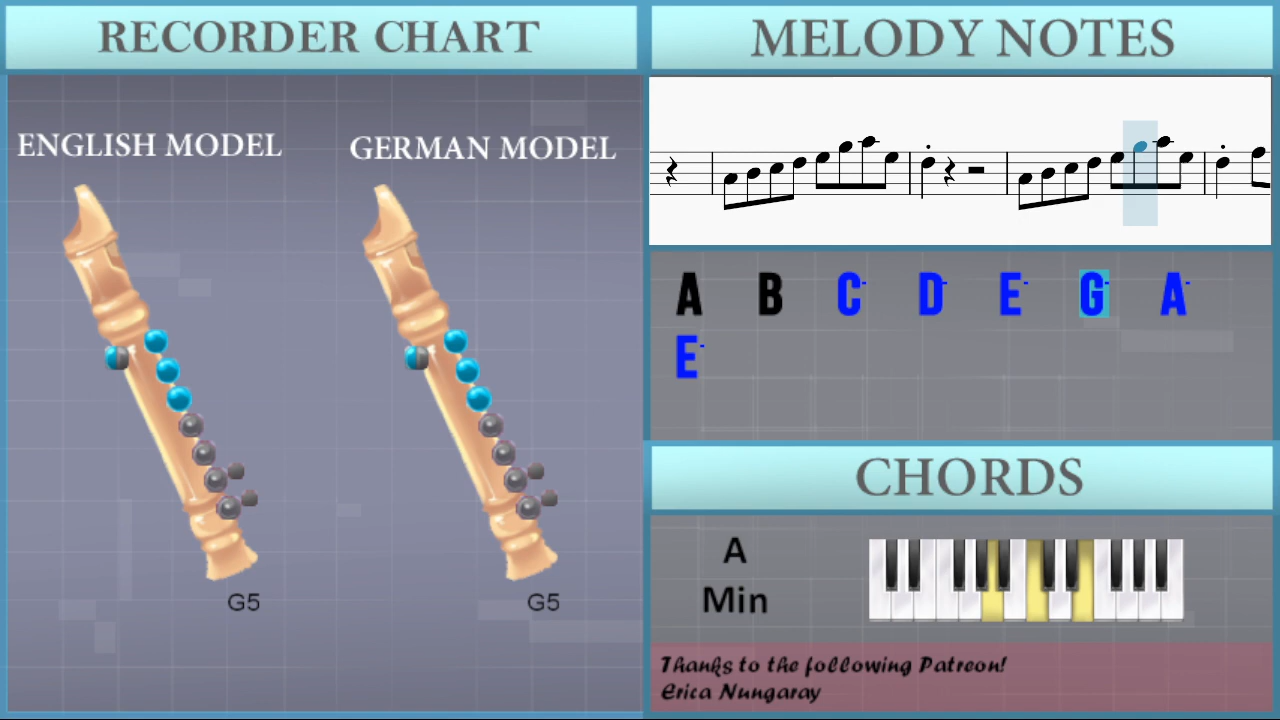 RECORDER CHART
ENGLISH MODEL
GERMAN MODEL
G5
G5
MELODY NOTES
A B C- D- E- G- A-
E-
CHORDS
A
Min
Thanks to the following Patreon!
Erica Nungaray